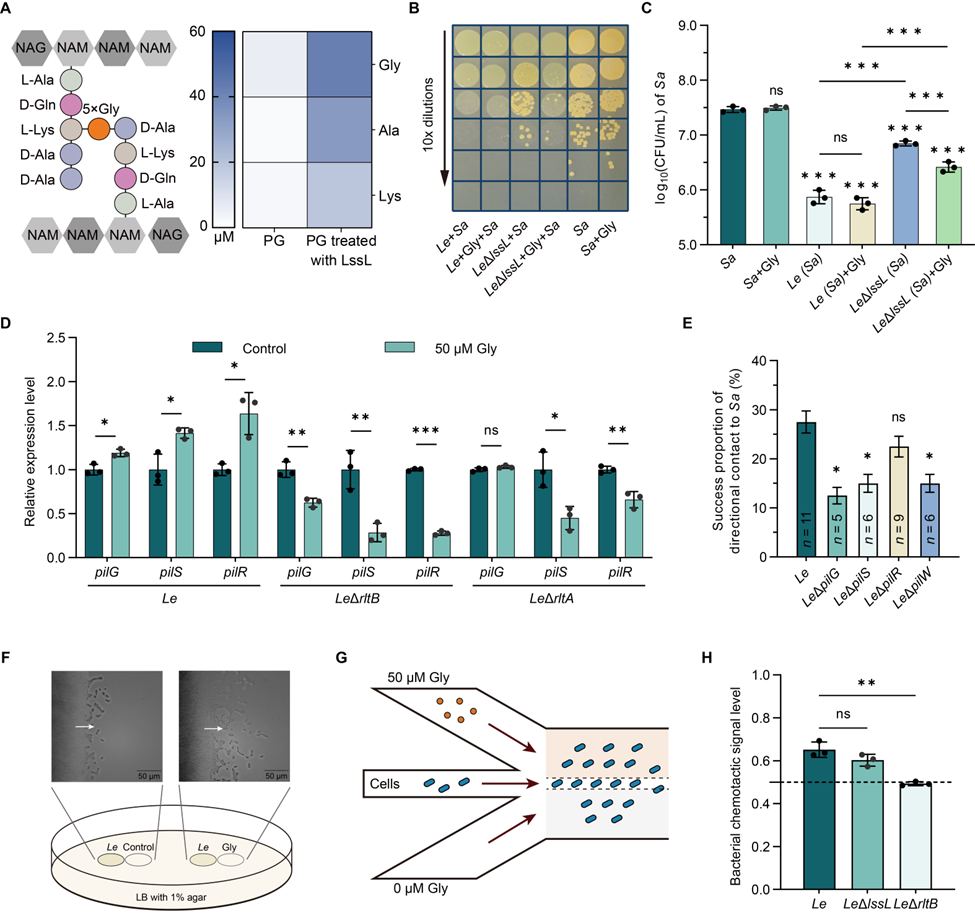 A
NAG NAM NAM NAM
L-Ala
D-Gln
5×Gly
L-Lys
D-Ala
D-Ala
L-Lys
D-Ala
D-Gln
L-Ala
NAM NAM NAM NAG
60
40
20
0
μM
Gly
Ala
Lys
PG
PG treated
with LssL
B
10x dilutions
Le+Sa
Le+Gly+Sa
LeΔlssL+Sa
LeΔlssL+Gly+Sa
Sa
Sa+Gly
C
log10(CFU/mL) of Sa
9.0
8.0
7.0
6.0
5.0
ns
***
ns
***
***
***
***
***
***
***
Sa
Sa+Gly
Le (Sa)
Le (Sa)+Gly
LeΔlssL (Sa)
LeΔlssL (Sa)+Gly
D
Relative expression level
2.5
2.0
1.5
1.0
0.5
0.0
Control
50 μM Gly
* * * ** ** *** ns * **
pilG pilS pilR pilG pilS pilR pilG pilS pilR
Le LeΔrltB LeΔrltA
E
Success proportion of
directional contact to Sa (%)
40
30
20
10
0
* * ns *
n = 11
n = 5
n = 6
n = 9
n = 6
Le
LeΔpilG
LeΔpilS
LeΔpilR
LeΔpilW
F
50 μm
50 μm
Le Control Le Gly
LB with 1% agar
G
50 μM Gly
Cells
0 μM Gly
H
Bacterial chemotactic signal level
1.0
0.8
0.6
0.4
0.2
0.0
**
ns
Le LeΔlssL LeΔrltB